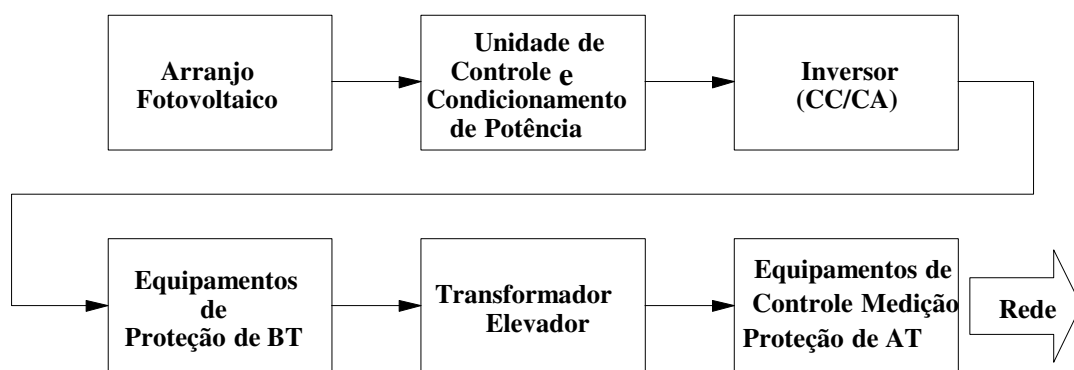 Arranjo
Fotovoltaico
Unidade de
Controle e
Condicionamento
de Potência
Inversor
(CC/CA)
Equipamentos
de
Proteção de BT
Transformador
Elevador
Equipamentos de
Controle Medição
Proteção de AT
Rede